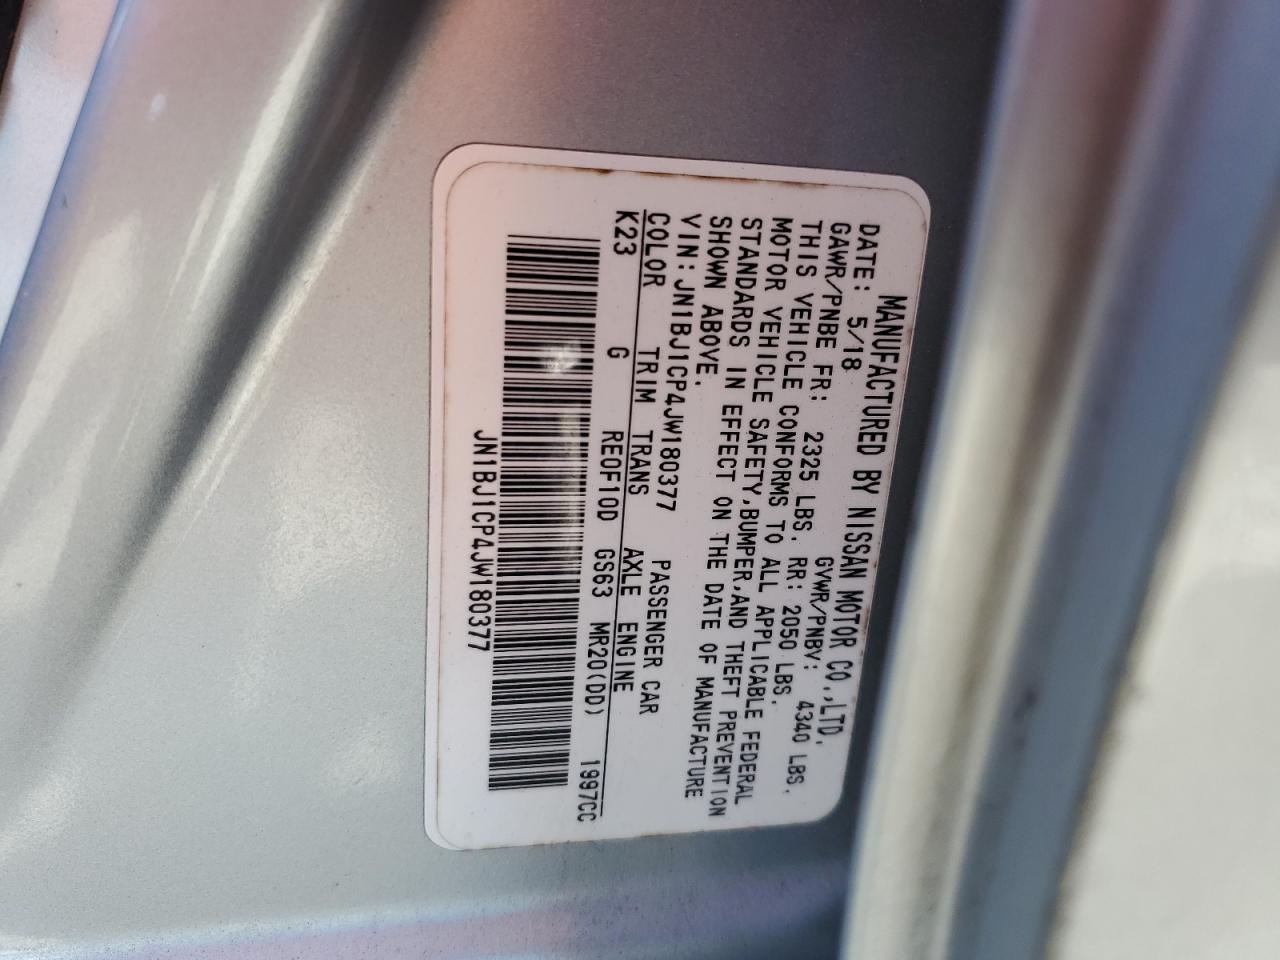 MANUFACTURED BY NISSAN MOTOR CO.,LTD.
DATE: 5/18 GVWR/PNBV: 4340 LBS.
GAWR/PNBE FR: 2325 LBS. RR: 2050 LBS.
THIS VEHICLE CONFORMS TO ALL APPLICABLE FEDERAL
MOTOR VEHICLE SAFETY,BUMPER,AND THEFT PREVENTION
STANDARDS IN EFFECT ON THE DATE OF MANUFACTURE
SHOWN ABOVE.
VIN: JN1BJ1CP4JW180377 PASSENGER CAR
COLOR TRIM TRANS AXLE ENGINE
K23 G RE0F10D GS63 MR20(DD) 1997CC
JN1BJ1CP4JW180377